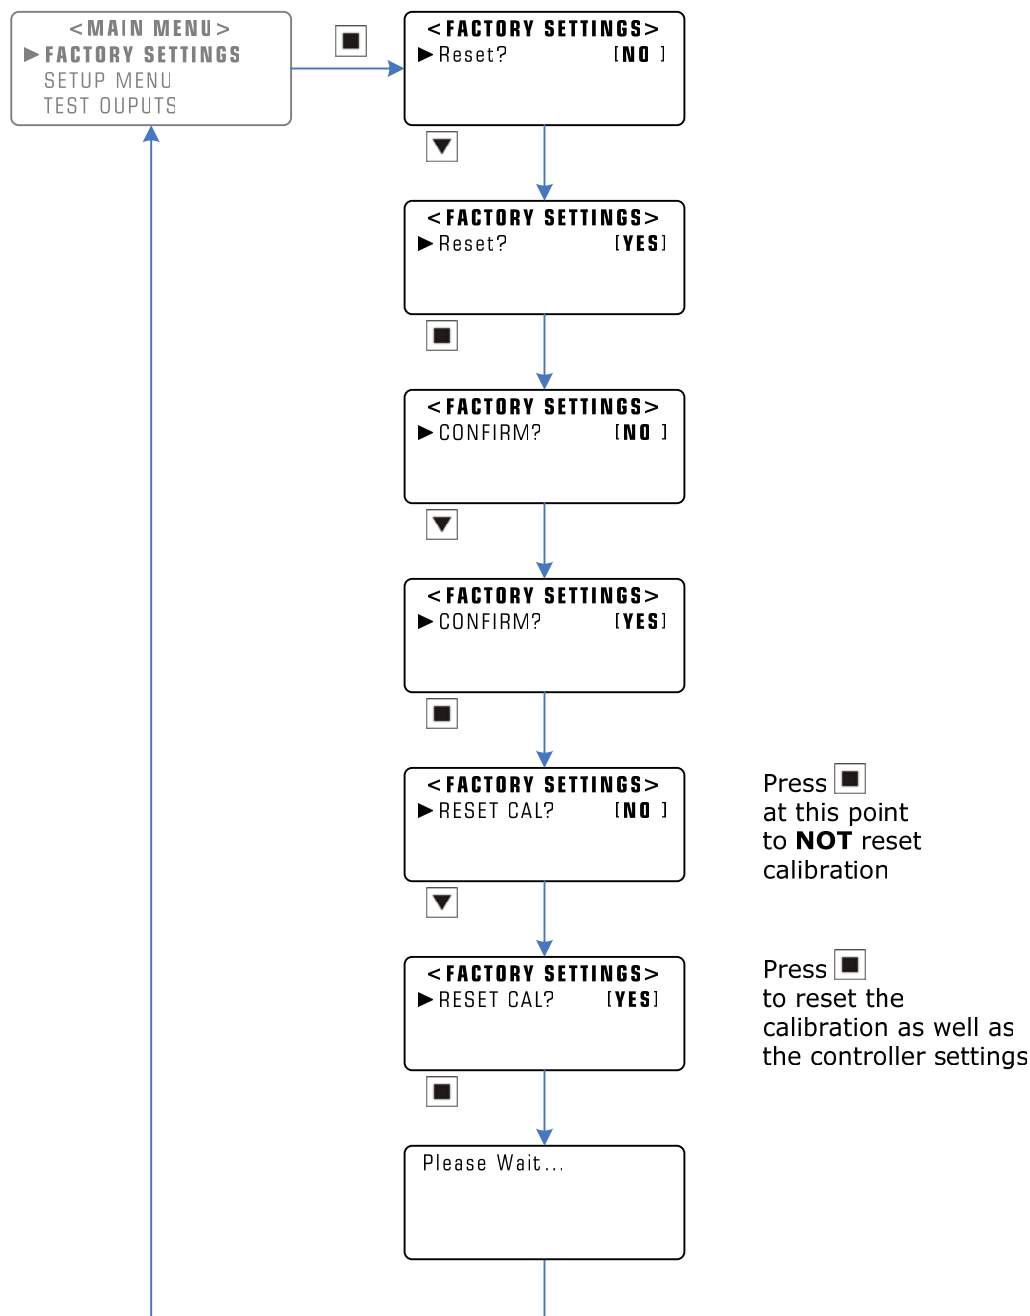 <MAIN MENU>
▶FACTORY SETTINGS
SETUP MENU
TEST OUPUTS
<FACTORY SETTINGS>
▶Reset? [NO ]
<FACTORY SETTINGS>
▶Reset? [YES]
<FACTORY SETTINGS>
▶CONFIRM? [NO ]
<FACTORY SETTINGS>
▶CONFIRM? [YES]
<FACTORY SETTINGS>
▶RESET CAL? [NO ]
Press
at this point
to NOT reset
calibration
<FACTORY SETTINGS>
▶RESET CAL? [YES]
Press
to reset the
calibration as well as
the controller settings
Please Wait...